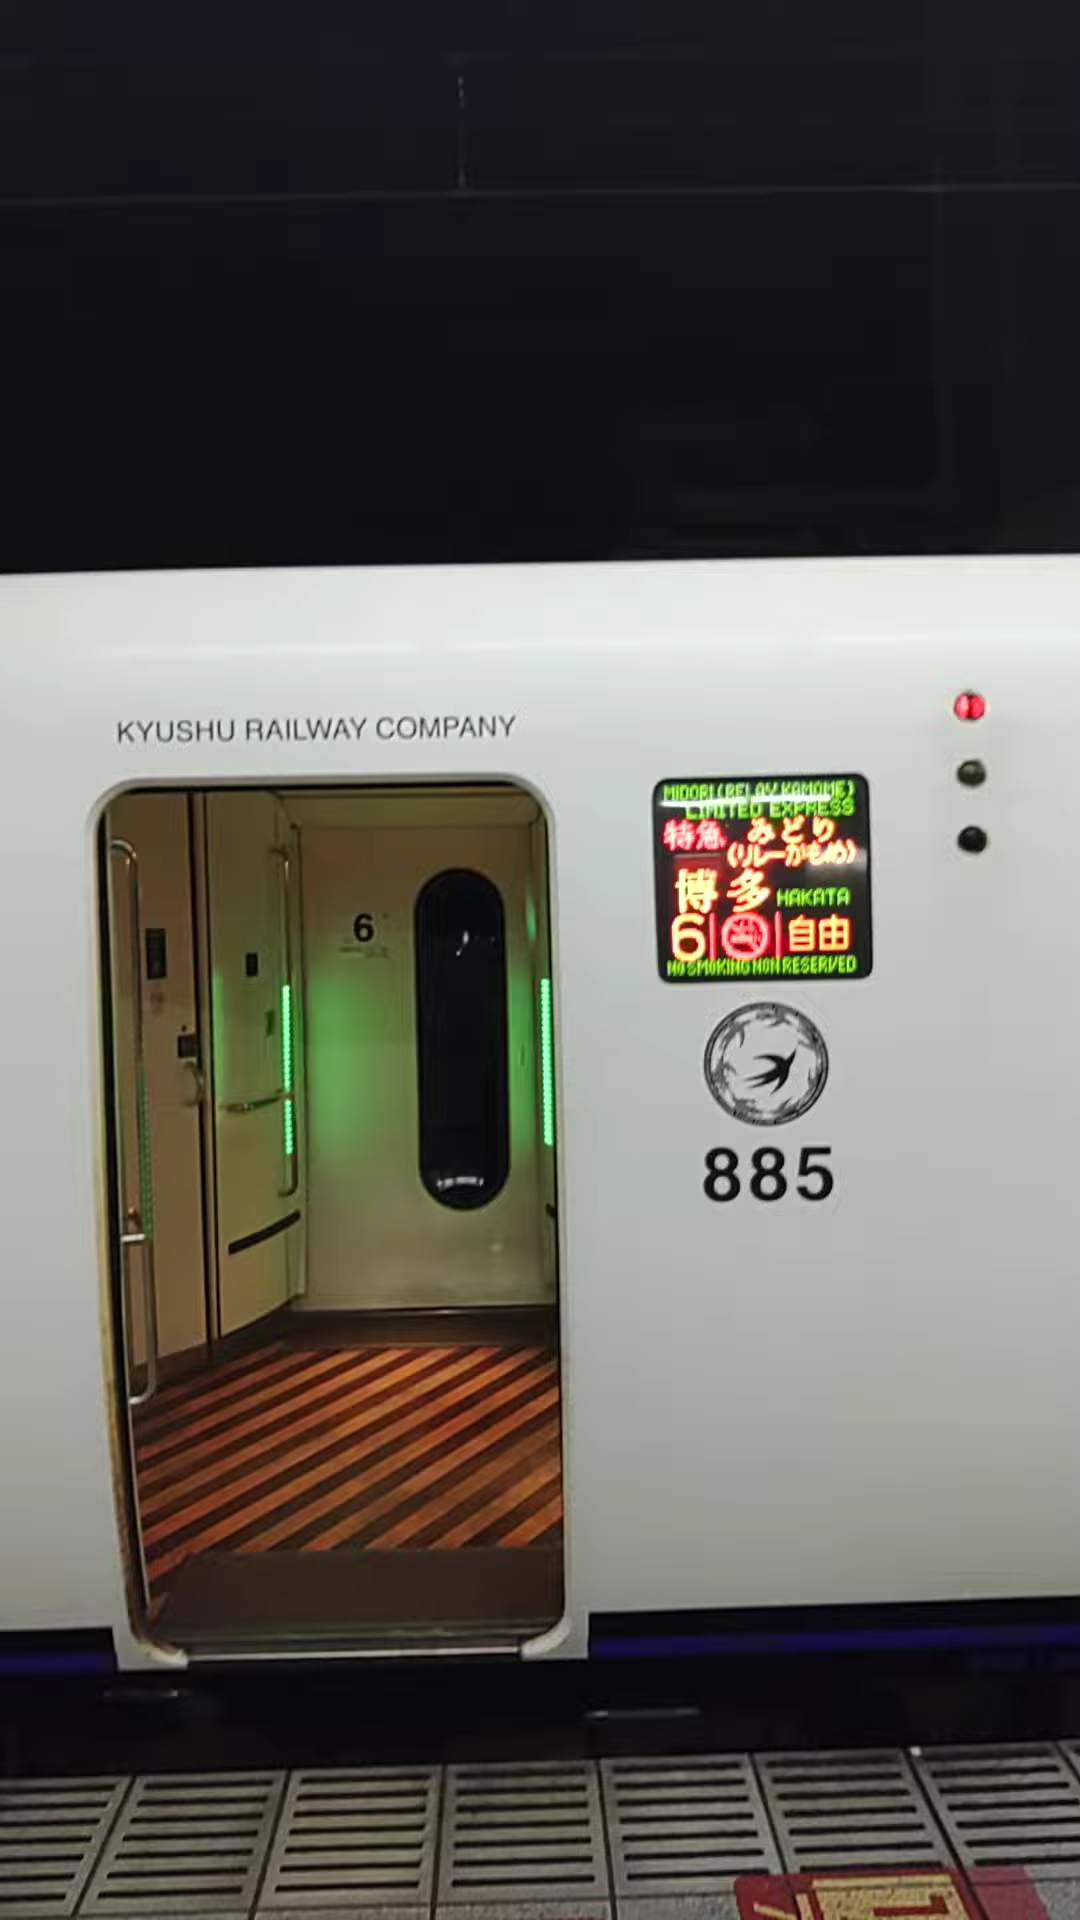 KYUSHU RAILWAY COMPANY
MIDORI(RELAY KAMOME)
LIMITED EXPRESS
特急 みどり
(リレーかもめ)
博多 HAKATA
6 自由
NO SMOKING NON RESERVED
6
885